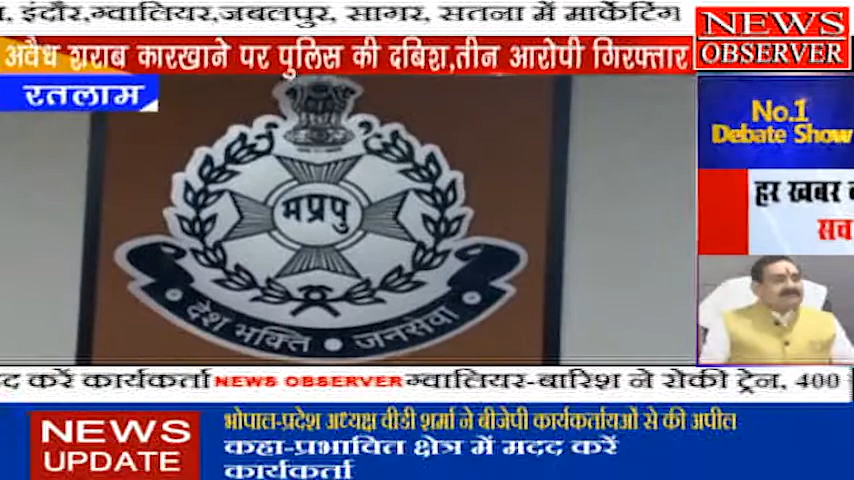 इंदौर,ग्वालियर,जबलपुर, सागर, सतना में मार्केटिंग
NEWS
OBSERVER
अवैध शराब कारखाने पर पुलिस की दबिश,तीन आरोपी गिरफ्तार
रतलाम
No.1
Debate Show
हर खबर
सच
मप्रपु
देश भक्ति • जनसेवा
करें कार्यकर्ता NEWS OBSERVER ग्वालियर-बारिश ने रोकी ट्रेन, 400
NEWS
UPDATE
भोपाल-प्रदेश अध्यक्ष वीडी शर्मा ने बीजेपी कार्यकर्तायओं से की अपील
कहा-प्रभावित क्षेत्र में मदद करें
कार्यकर्ता